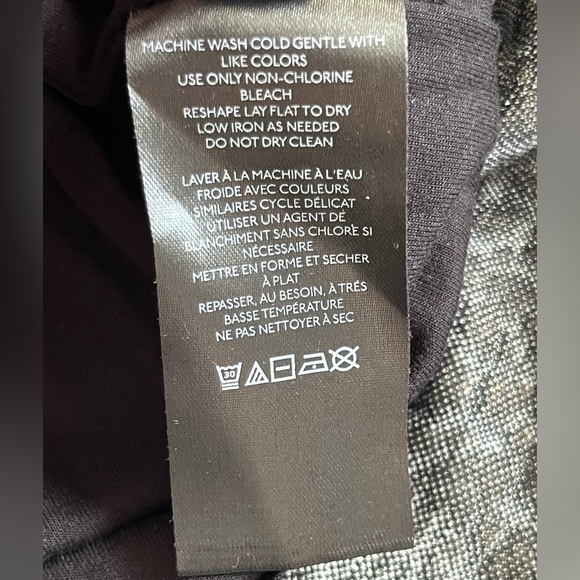 MACHINE WASH COLD GENTLE WITH
LIKE COLORS
USE ONLY NON-CHLORINE
BLEACH
RESHAPE LAY FLAT TO DRY
LOW IRON AS NEEDED
DO NOT DRY CLEAN
LAVER À LA MACHINE À L'EAU
FROIDE AVEC COULEURS
SIMILAIRES CYCLE DÉLICAT
UTILISER UN AGENT DE
BLANCHIMENT SANS CHLORE SI
NÉCESSAIRE
METTRE EN FORME ET SECHER
À PLAT
REPASSER, AU BESOIN, À TRÉS
BASSE TEMPÉRATURE
NE PAS NETTOYER À SEC
30